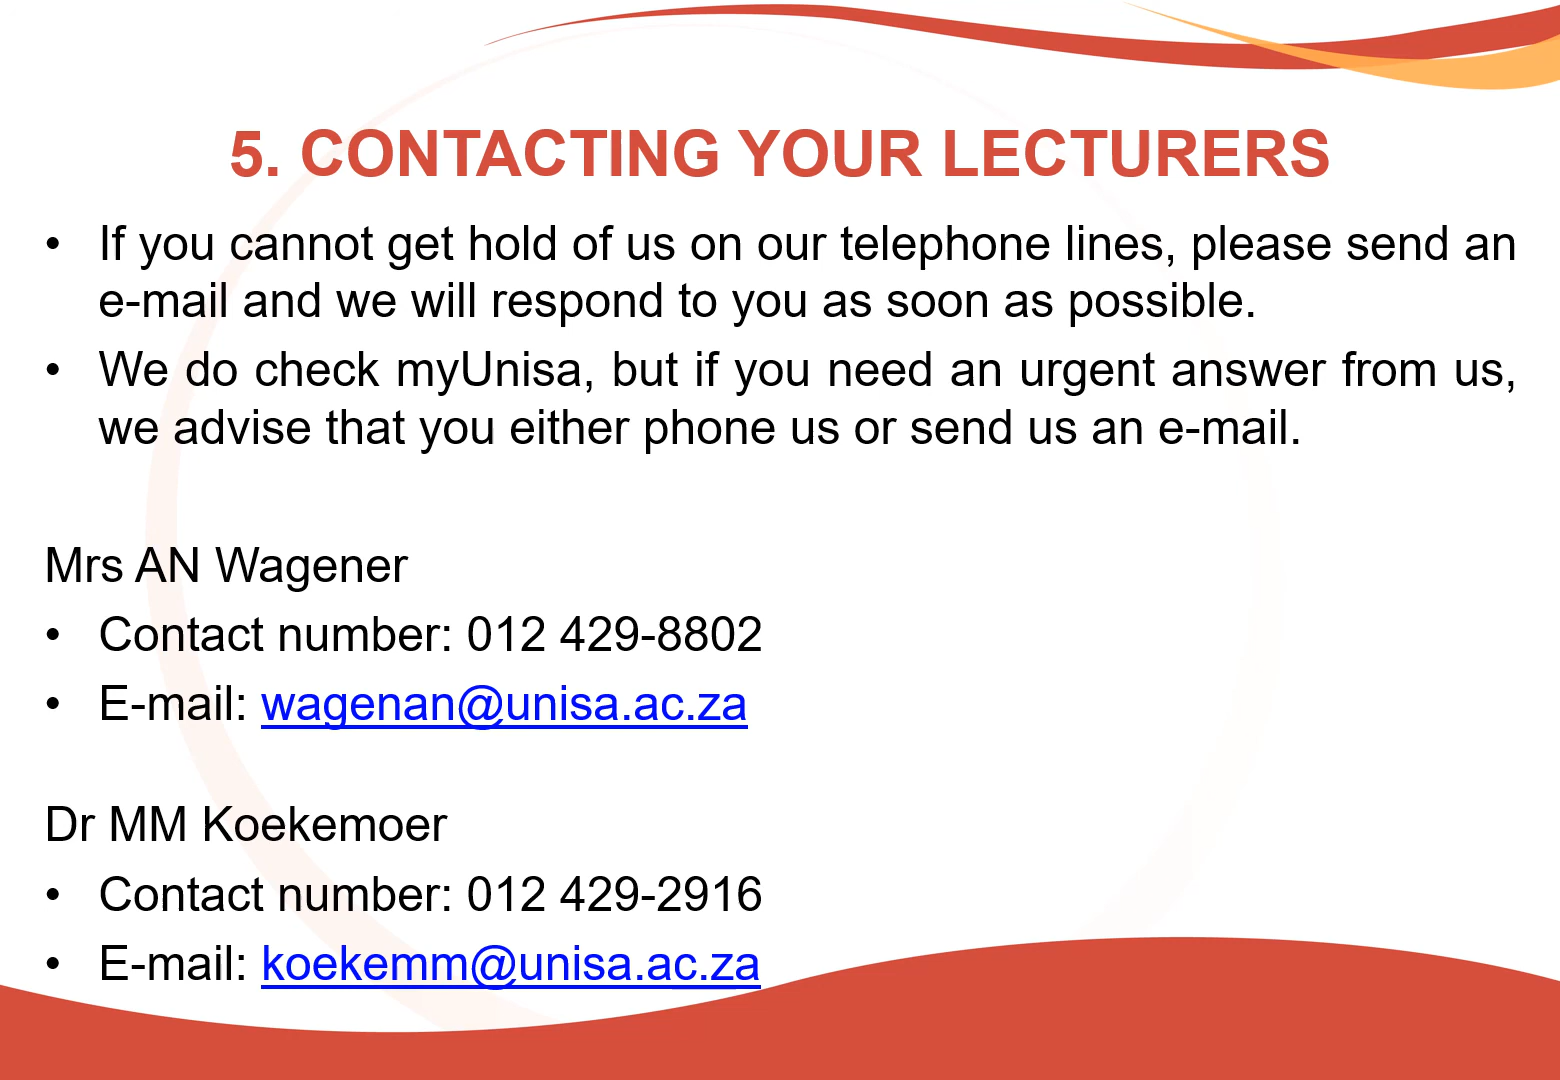 5. CONTACTING YOUR LECTURERS
• If you cannot get hold of us on our telephone lines, please send an
e-mail and we will respond to you as soon as possible.
• We do check myUnisa, but if you need an urgent answer from us,
we advise that you either phone us or send us an e-mail.
Mrs AN Wagener
• Contact number: 012 429-8802
• E-mail: wagenan@unisa.ac.za
Dr MM Koekemoer
• Contact number: 012 429-2916
• E-mail: koekemm@unisa.ac.za